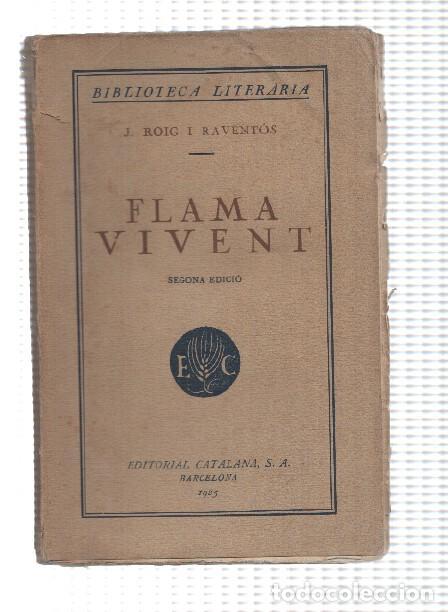 BIBLIOTECA LITERÀRIA
J. ROIG I RAVENTÓS
FLAMA
VIVENT
SEGONA EDICIÓ
E C
EDITORIAL CATALANA, S. A.
BARCELONA
1925
todocoleccion